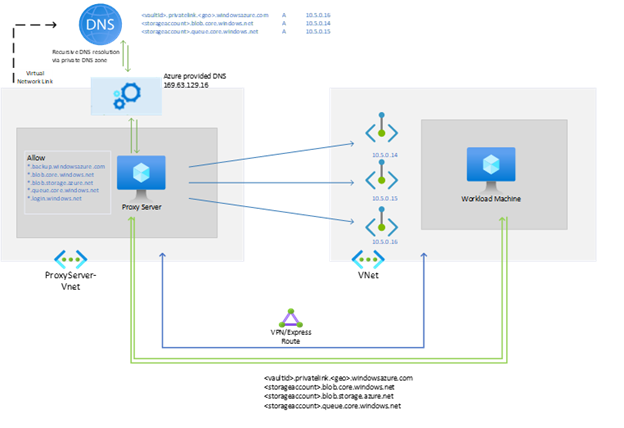 DNS
<vaultid>.privatelink.<geo>.windowsazure.com A 10.5.0.16
<storageaccount>.blob.core.windows.net A 10.5.0.14
<storageaccount>.queue.core.windows.net A 10.5.0.15
Recursive DNS resolution
via private DNS zone
Virtual
Network Link
Azure provided DNS
169.63.129.16
Allow
*.backup.windowsazure.com
*.blob.core.windows.net
*.blob.storage.azure.net
*.queue.core.windows.net
*.login.windows.net
Proxy Server
10.5.0.14
10.5.0.15
10.5.0.16
Workload Machine
ProxyServer-
Vnet
VNet
VPN/Express
Route
<vaultid>.privatelink.<geo>.windowsazure.com
<storageaccount>.blob.core.windows.net
<storageaccount>.blob.storage.azure.net
<storageaccount>.queue.core.windows.net